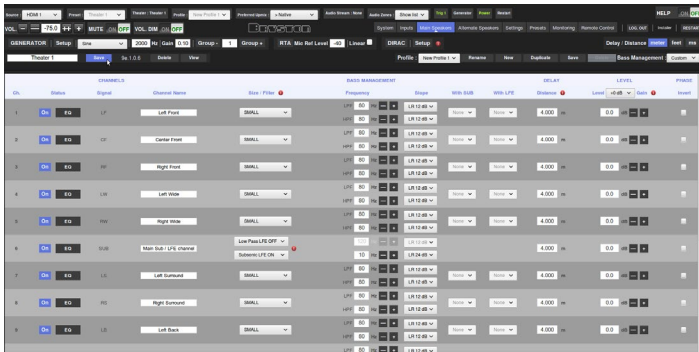 Source HDMI 1 Preset Theater 1 Theater : Theater 1 Profile New Profile 1 Preferred Upmix Native Audio Stream : None Audio Zones Show list Trig 1 Generator Power Restart HELP ON OFF
VOL. -75.0 ++ + MUTE ON OFF VOL. DIM ON OFF System Inputs Main Speakers Alternate Speakers Settings Presets Monitoring Remote Control LOG. OUT Installer RESTAR
GENERATOR Setup Sine 2000 Hz Gain 0.10 Group - 1 Group + RTA Mic Ref Level -40 Linear DIRAC Setup Delay / Distance meter feet ms
Theater 1 Save 9a.1.0.6 Delete View Profile : New Profile 1 Rename New Duplicate Save Bass Management : Custom
CHANNELS BASS MANAGEMENT DELAY LEVEL PHASE
Ch. Status Signal Channel Name Size / Filter Frequency Slope With SUB With LFE Distance Level +0 dB Gain Invert
LPF 80 Hz LR 12 dB
1 On EQ LF Left Front SMALL None None 4.000 m 0.0 dB - +
HPF 80 Hz LR 12 dB
LPF 80 Hz LR 12 dB
2 On EQ CF Center Front SMALL None None 4.000 m 0.0 dB - +
HPF 80 Hz LR 12 dB
LPF 80 Hz LR 12 dB
3 On EQ RF Right Front SMALL None None 4.000 m 0.0 dB - +
HPF 80 Hz LR 12 dB
LPF 80 Hz LR 12 dB
4 On EQ LW Left Wide SMALL None None 4.000 m 0.0 dB - +
HPF 80 Hz LR 12 dB
LPF 80 Hz LR 12 dB
5 On EQ RW Right Wide SMALL None None 4.000 m 0.0 dB - +
HPF 80 Hz LR 12 dB
Low Pass LFE OFF 120 Hz LR 12 dB
6 On EQ SUB Main Sub / LFE channel 4.000 m 0.0 dB - +
Subsonic LFE ON 10 Hz LR 24 dB
LPF 80 Hz LR 12 dB
7 On EQ LS Left Surround SMALL None None 4.000 m 0.0 dB - +
HPF 80 Hz LR 12 dB
LPF 80 Hz LR 12 dB
8 On EQ RS Right Surround SMALL None None 4.000 m 0.0 dB - +
HPF 80 Hz LR 12 dB
LPF 80 Hz LR 12 dB
9 On EQ LB Left Back SMALL None None 4.000 m 0.0 dB - +
HPF 80 Hz LR 12 dB
LPF 80 Hz LR 12 dB